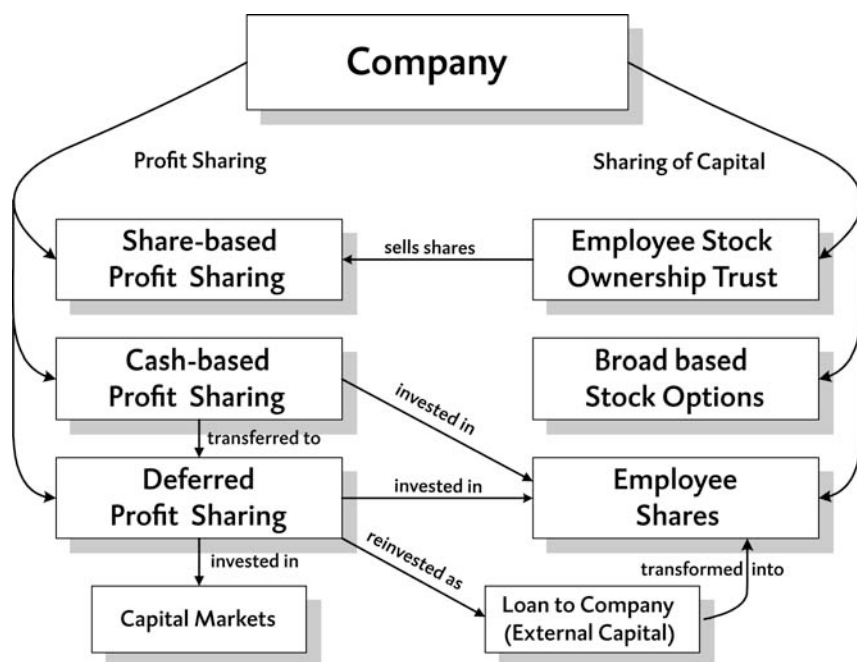 Company
Profit Sharing
Sharing of Capital
Share-based
Profit Sharing
sells shares
Employee Stock
Ownership Trust
Cash-based
Profit Sharing
invested in
Broad based
Stock Options
transferred to
Deferred
Profit Sharing
invested in
Employee
Shares
invested in
reinvested as
transformed into
Capital Markets
Loan to Company
(External Capital)